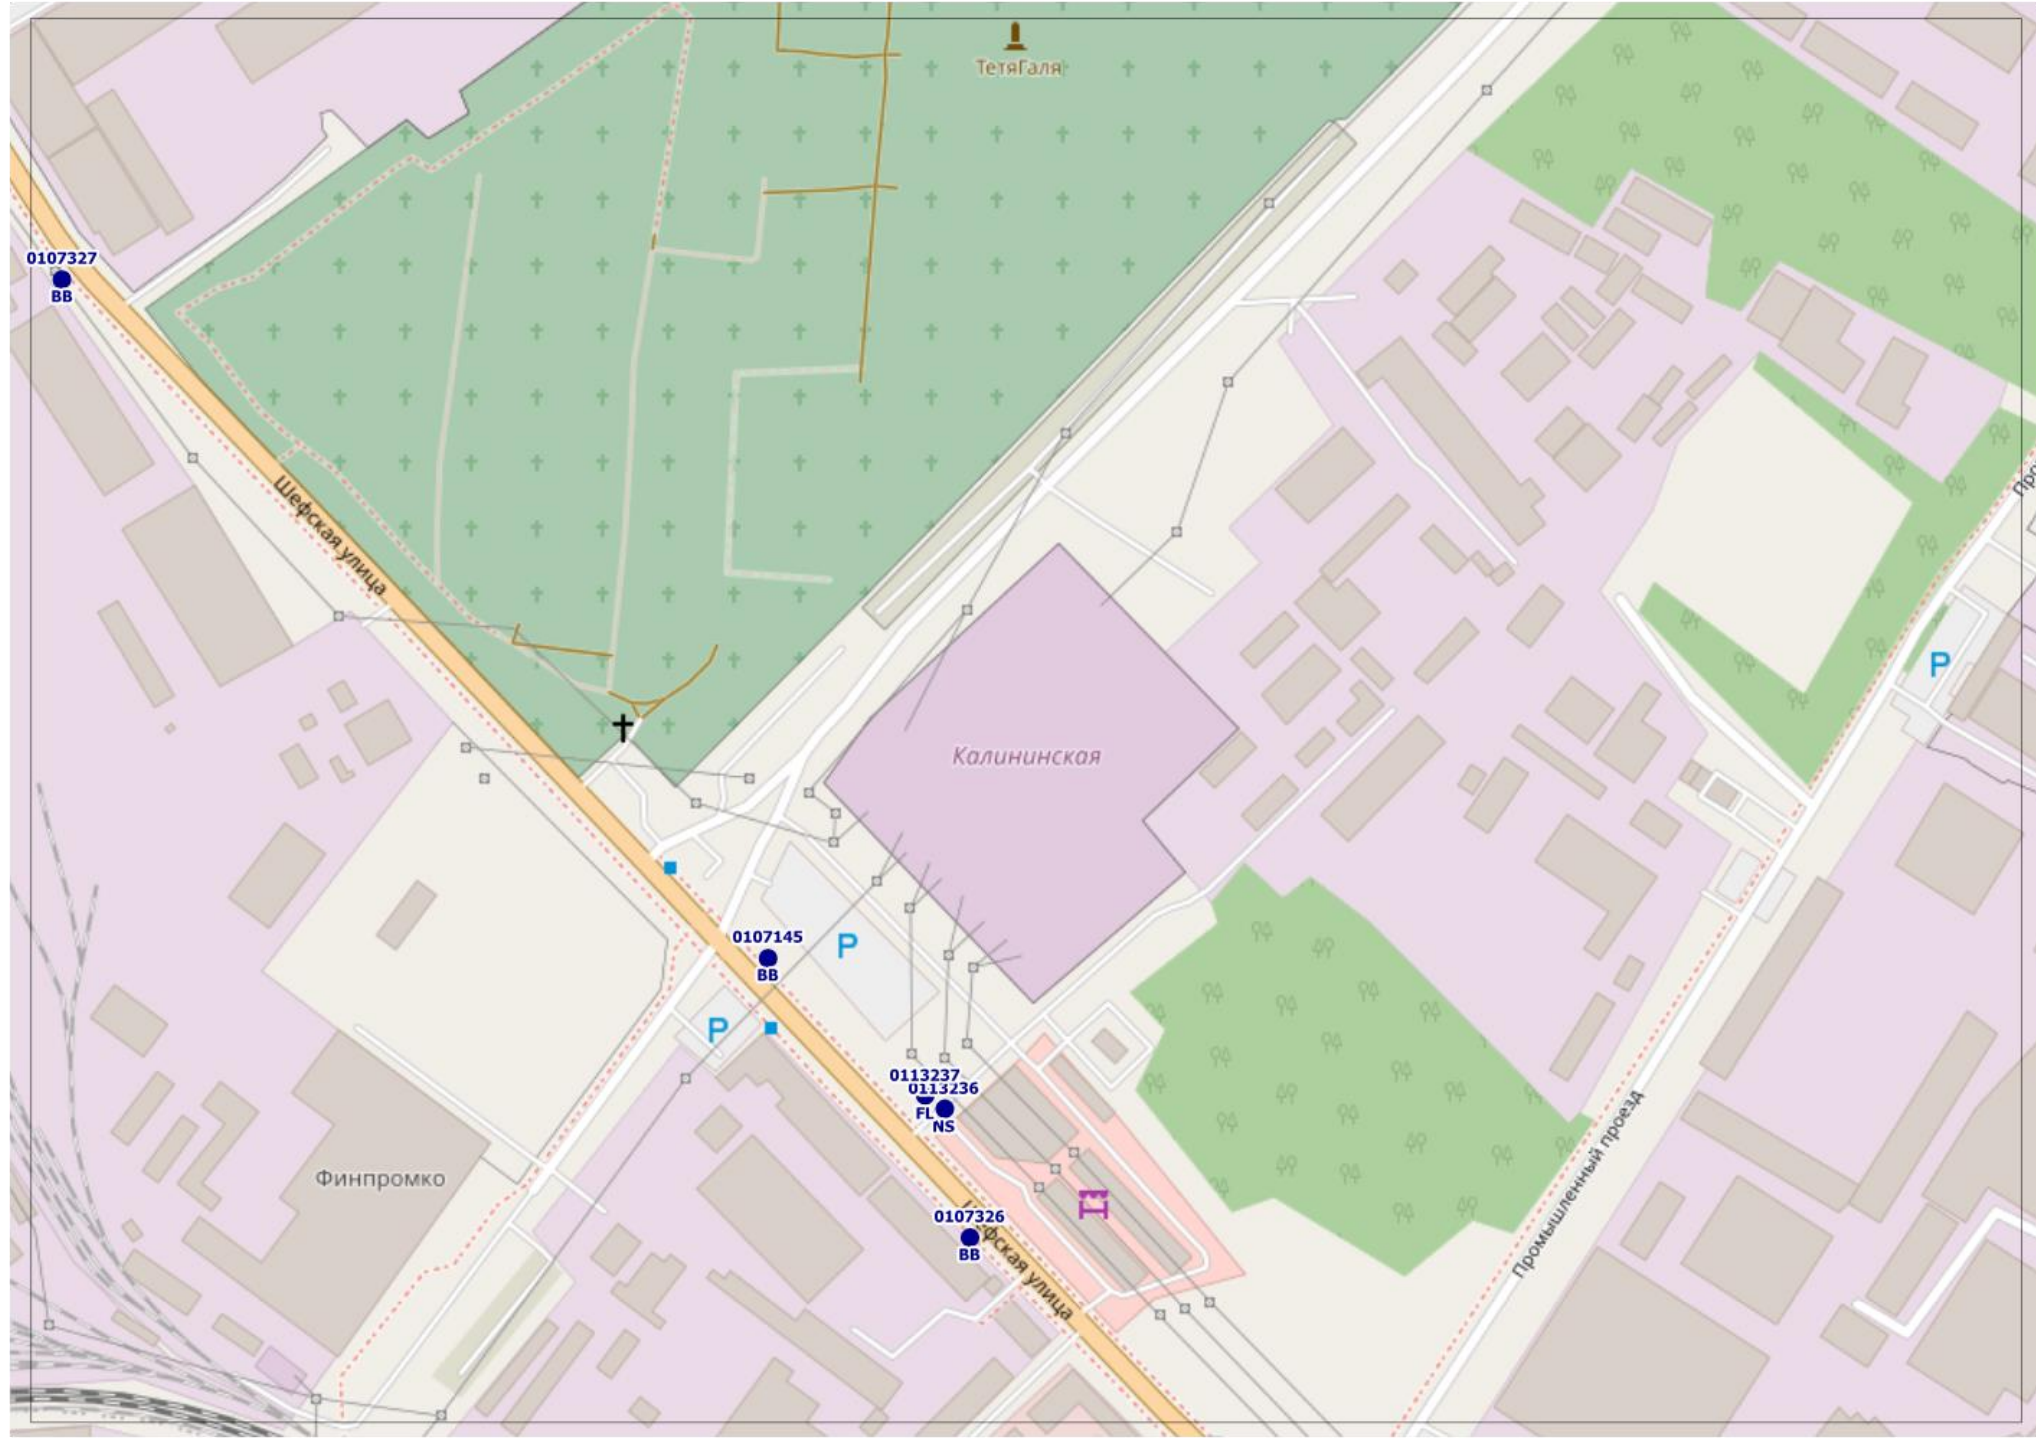 ТетяГаля
0107327
BB
Шефская улица
P
Калининская
0107145
BB
P
P
0113237
0113236
FL
NS
Финпромко
0107326
BB
Шефская улица
Промышленный проезд